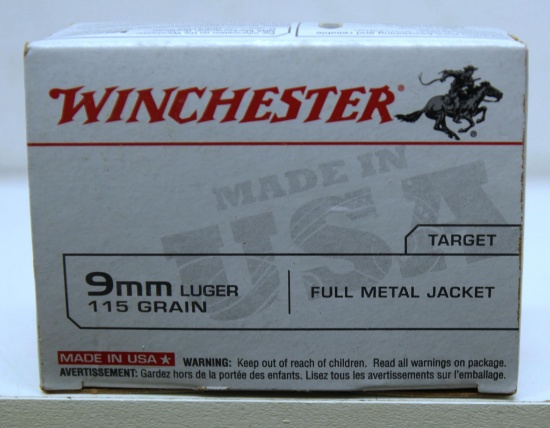 WINCHESTER
MADE IN
USA
TARGET
9mm LUGER
115 GRAIN
FULL METAL JACKET
MADE IN USA ★ WARNING: Keep out of reach of children. Read all warnings on package.
AVERTISSEMENT: Gardez hors de la portée des enfants. Lisez tous les avertissements sur l'emballage.